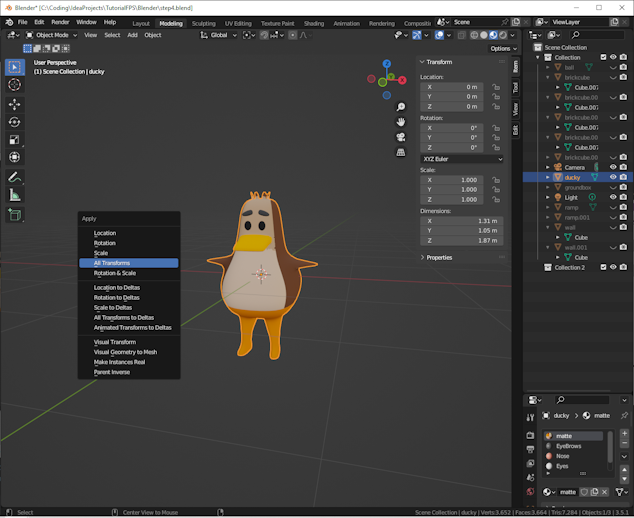 Blender* [C:\Coding\IdeaProjects\TutorialFPS\Blender\step4.blend]
File Edit Render Window Help Layout Modeling Sculpting UV Editing Texture Paint Shading Animation Rendering Scene ViewLayer
Object Mode View Select Add Object Global
Options
User Perspective
(1) Scene Collection | ducky
Transform
Location:
X 0 m
Y 0 m
Z 0 m
Rotation:
X 0°
Y 0°
Z 0°
XYZ Euler
Scale:
X 1.000
Y 1.000
Z 1.000
Dimensions:
X 1.31 m
Y 1.05 m
Z 1.87 m
Properties
Item
Tool
View
Edit
X
Z
Apply
Location
Rotation
Scale
All Transforms
Rotation & Scale
Location to Deltas
Rotation to Deltas
Scale to Deltas
All Transforms to Deltas
Animated Transforms to Deltas
Visual Transform
Visual Geometry to Mesh
Make Instances Real
Parent Inverse
Scene Collection
Collection
ball
brickcube
Cube.007
brickcube.00
Cube.007
brickcube.00
Cube.007
brickcube.00
Camera
ducky
groundbox
Light
ramp
ramp.001
wall
Cube
wall.001
Cube
Collection 2
ducky matte
matte
EyeBrows
Nose
Eyes
matte
Select Center View to Mouse Scene Collection | ducky | Verts:3,652 | Faces:3,664 | Tris:7,284 | Objects:1/3 | 3.5.1